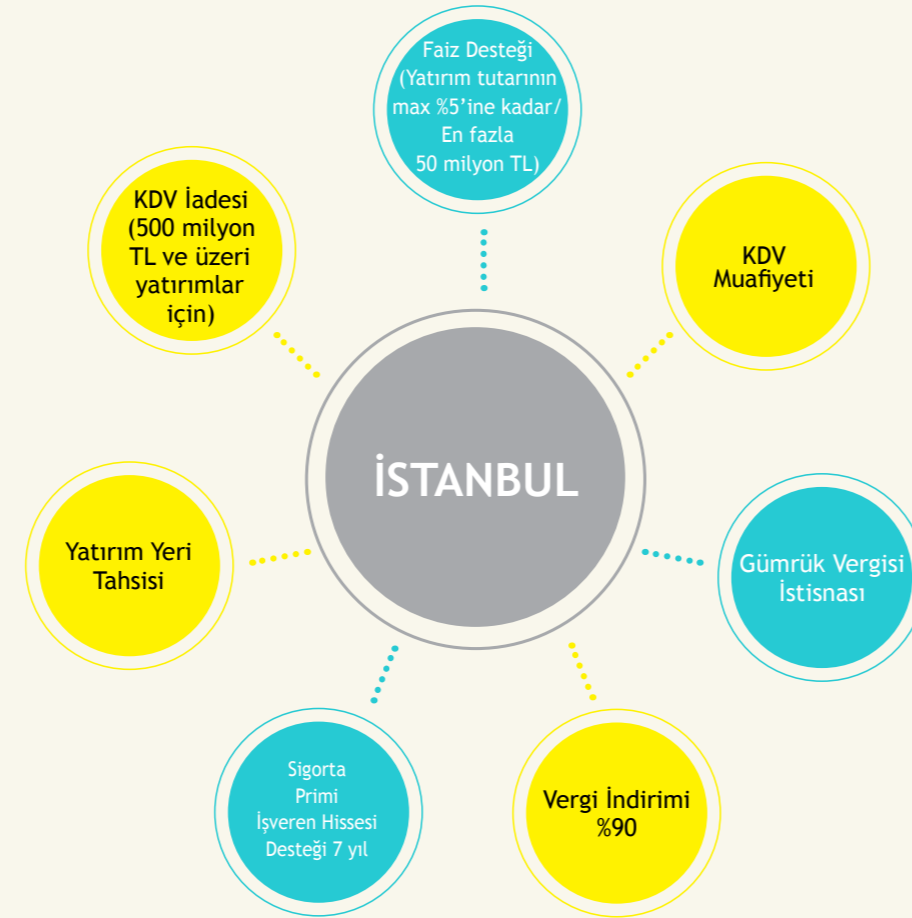 Faiz Desteği
(Yatırım tutarının
max %5’ine kadar/
En fazla
50 milyon TL)
KDV İadesi
(500 milyon
TL ve üzeri
yatırımlar
için)
KDV
Muafiyeti
İSTANBUL
Yatırım Yeri
Tahsisi
Gümrük Vergisi
İstisnası
Sigorta
Primi
İşveren Hissesi
Desteği 7 yıl
Vergi İndirimi
%90